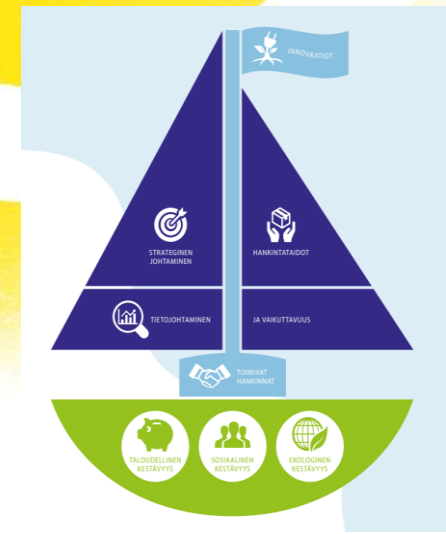 INNOVAATIOT
STRATEGINEN
JOHTAMINEN
HANKINTATAIDOT
TIETOJOHTAMINEN
JA VAIKUTTAVUUS
TOIMIVAT
HANKINNAT
TALOUDELLINEN
KESTÄVYYS
SOSIAALINEN
KESTÄVYYS
EKOLOGINEN
KESTÄVYYS